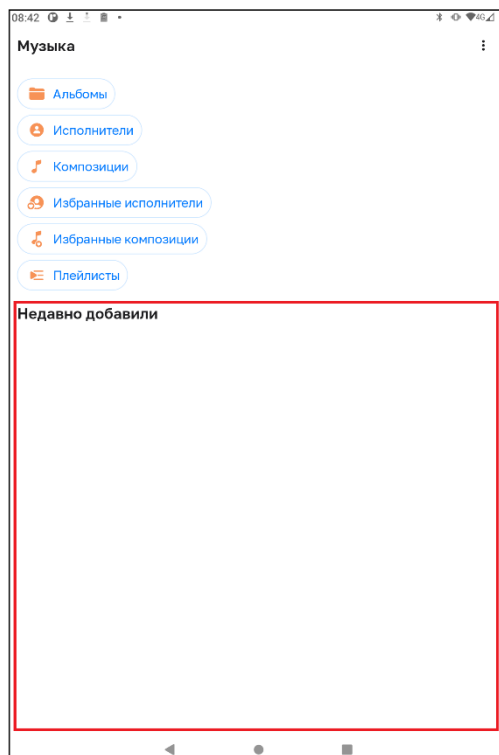 08:42
4G
Музыка
Альбомы
Исполнители
Композиции
Избранные исполнители
Избранные композиции
Плейлисты
Недавно добавили